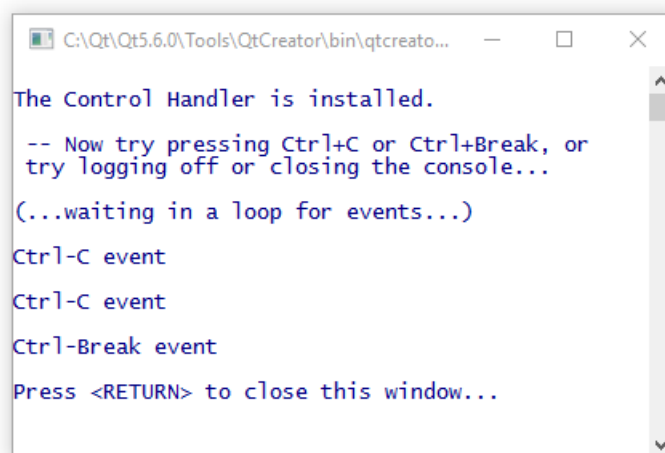 C:\Qt\Qt5.6.0\Tools\QtCreator\bin\qtcreato...
The Control Handler is installed.
-- Now try pressing Ctrl+C or Ctrl+Break, or
try logging off or closing the console...
(...waiting in a loop for events...)
Ctrl-C event
Ctrl-C event
Ctrl-Break event
Press <RETURN> to close this window...